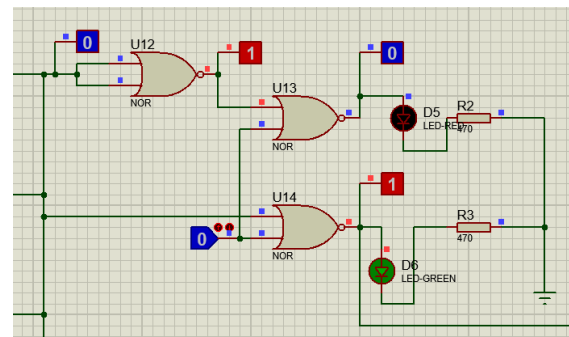 0
U12
1
NOR
U13
0
NOR
D5
LED-RED
R2
470
U14
1
0
NOR
R3
470
D6
LED-GREEN